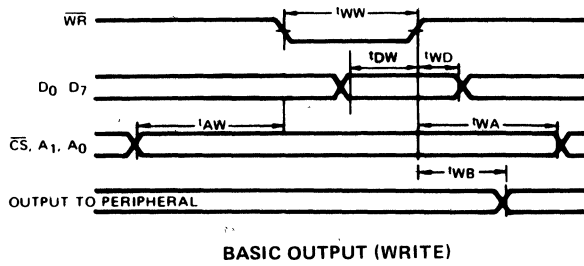 tWW
WR
tDW tWD
D0 D7
tAW tWA
CS, A1, A0
tWB
OUTPUT TO PERIPHERAL
BASIC OUTPUT (WRITE)